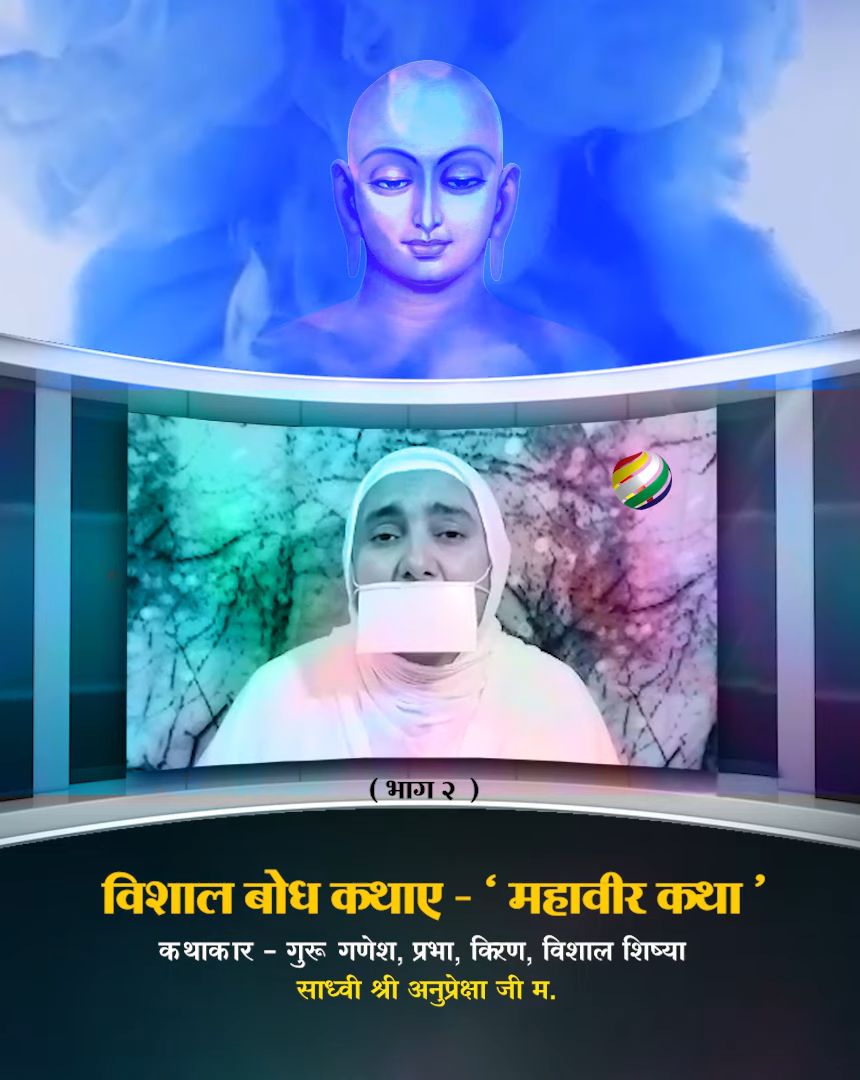 ( भाग २ )
विशाल बोध कथाए - ‘ महावीर कथा ’
कथाकार - गुरू गणेश, प्रभा, किरण, विशाल शिष्या
साध्वी श्री अनुप्रेक्षा जी म.